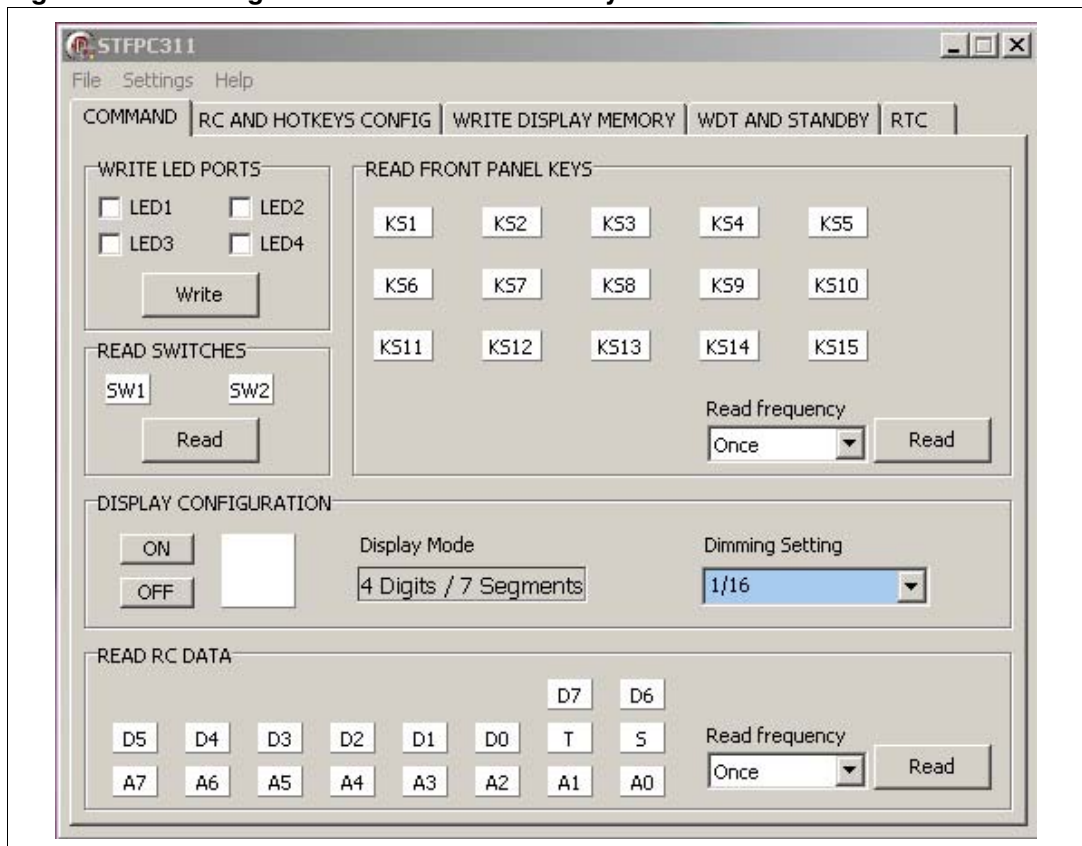 STFPC311
File Settings Help
COMMAND RC AND HOTKEYS CONFIG WRITE DISPLAY MEMORY WDT AND STANDBY RTC
WRITE LED PORTS
LED1 LED2
LED3 LED4
Write
READ SWITCHES
SW1 SW2
Read
READ FRONT PANEL KEYS
KS1 KS2 KS3 KS4 KS5
KS6 KS7 KS8 KS9 KS10
KS11 KS12 KS13 KS14 KS15
Read frequency
Once Read
DISPLAY CONFIGURATION
ON
OFF
Display Mode
4 Digits / 7 Segments
Dimming Setting
1/16
READ RC DATA
D7 D6
D5 D4 D3 D2 D1 D0 T S
A7 A6 A5 A4 A3 A2 A1 A0
Read frequency
Once Read